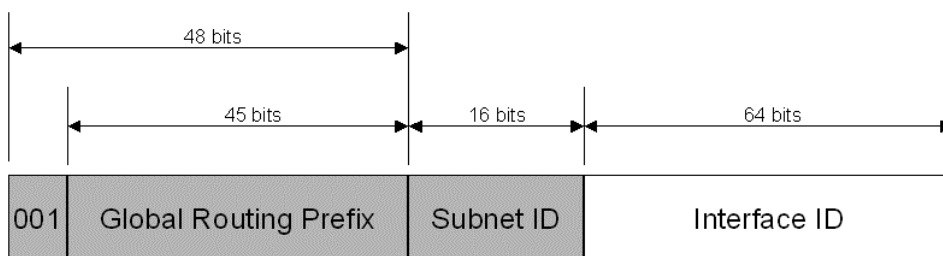 48 bits
45 bits 16 bits 64 bits
001 Global Routing Prefix Subnet ID Interface ID